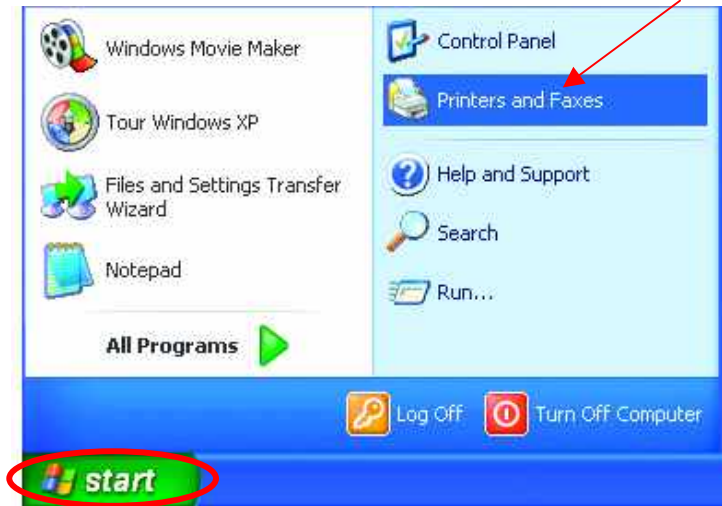 Windows Movie Maker
Tour Windows XP
Files and Settings Transfer
Wizard
Notepad
All Programs
Control Panel
Printers and Faxes
Help and Support
Search
Run...
Log Off
Turn Off Computer
start